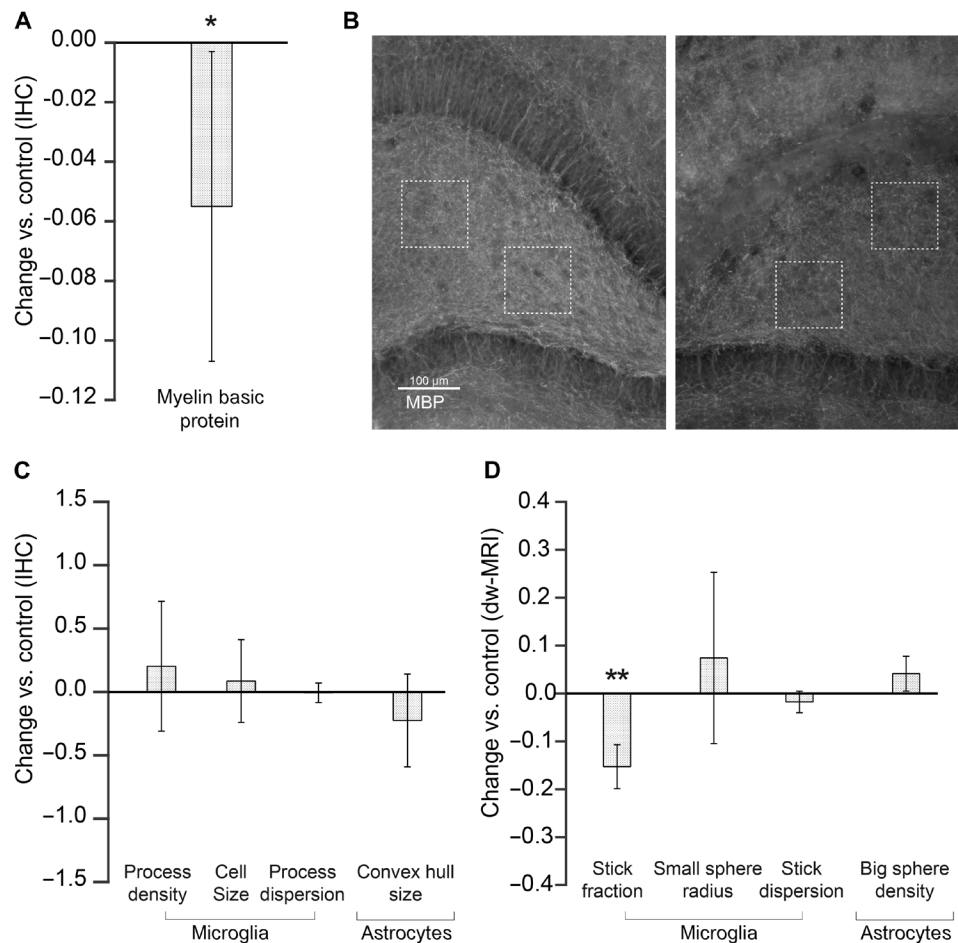 A
*
0.00
-0.02
-0.04
-0.06
-0.08
-0.10
-0.12
Change vs. control (IHC)
Myelin basic
protein
B
100 µm
MBP
C
1.5
1.0
0.5
0.0
-0.5
-1.0
-1.5
Change vs. control (IHC)
Process
density
Cell
Size
Process
dispersion
Convex hull
size
Microglia
Astrocytes
D
0.4
0.3
0.2
0.1
0.0
-0.1
-0.2
-0.3
-0.4
Change vs. control (dw-MRI)
**
Stick
fraction
Small sphere
radius
Stick
dispersion
Big sphere
density
Microglia
Astrocytes